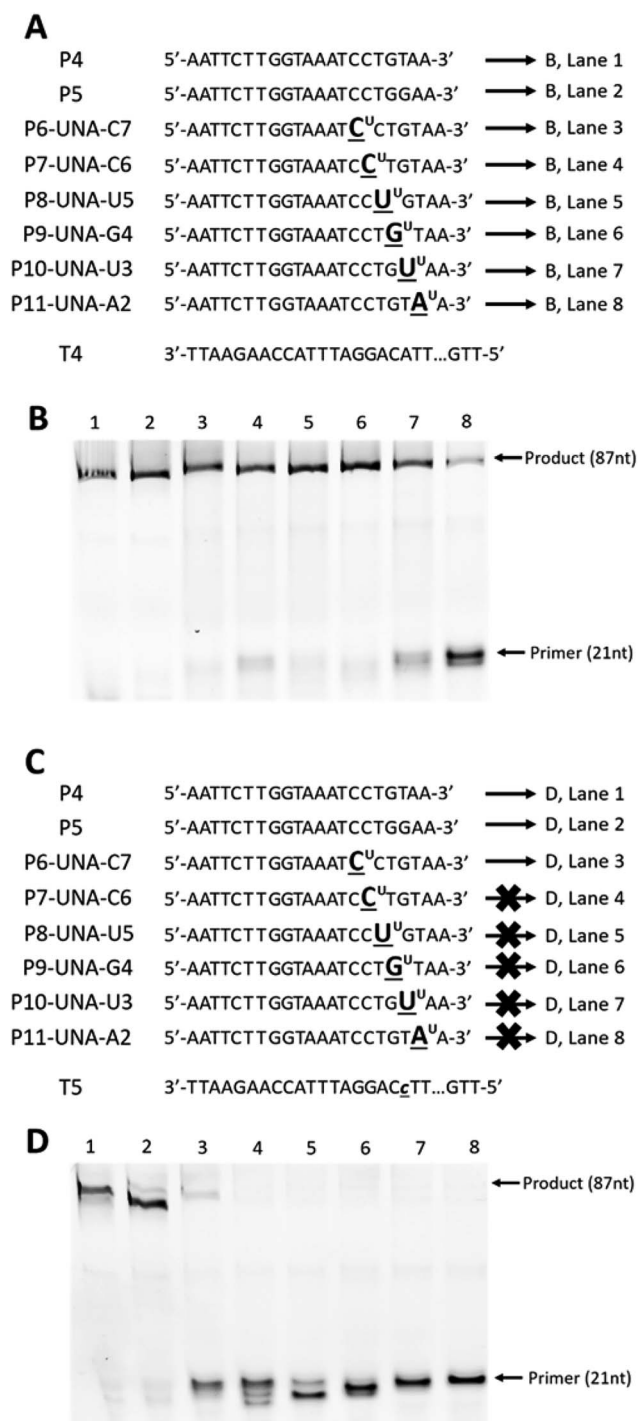 A
P4 5’-AATTCTTGGTAAATCCTGTAA-3’ B, Lane 1
P5 5’-AATTCTTGGTAAATCCTGGAA-3’ B, Lane 2
P6-UNA-C7 5’-AATTCTTGGTAAATCᵁCTGTAA-3’ B, Lane 3
P7-UNA-C6 5’-AATTCTTGGTAAATCCᵁTGTAA-3’ B, Lane 4
P8-UNA-U5 5’-AATTCTTGGTAAATCCUᵁGTAA-3’ B, Lane 5
P9-UNA-G4 5’-AATTCTTGGTAAATCCTGᵁTAA-3’ B, Lane 6
P10-UNA-U3 5’-AATTCTTGGTAAATCCTGUᵁAA-3’ B, Lane 7
P11-UNA-A2 5’-AATTCTTGGTAAATCCTGTAᵁA-3’ B, Lane 8
T4 3’-TTAAGAACCATTTAGGACATT...GTT-5’
B 1 2 3 4 5 6 7 8
Product (87nt)
Primer (21nt)
C
P4 5’-AATTCTTGGTAAATCCTGTAA-3’ D, Lane 1
P5 5’-AATTCTTGGTAAATCCTGGAA-3’ D, Lane 2
P6-UNA-C7 5’-AATTCTTGGTAAATCᵁCTGTAA-3’ D, Lane 3
P7-UNA-C6 5’-AATTCTTGGTAAATCCᵁTGTAA-3’ D, Lane 4
P8-UNA-U5 5’-AATTCTTGGTAAATCCUᵁGTAA-3’ D, Lane 5
P9-UNA-G4 5’-AATTCTTGGTAAATCCTGᵁTAA-3’ D, Lane 6
P10-UNA-U3 5’-AATTCTTGGTAAATCCTGUᵁAA-3’ D, Lane 7
P11-UNA-A2 5’-AATTCTTGGTAAATCCTGTAᵁA-3’ D, Lane 8
T5 3’-TTAAGAACCATTTAGGACcTT...GTT-5’
D 1 2 3 4 5 6 7 8
Product (87nt)
Primer (21nt)